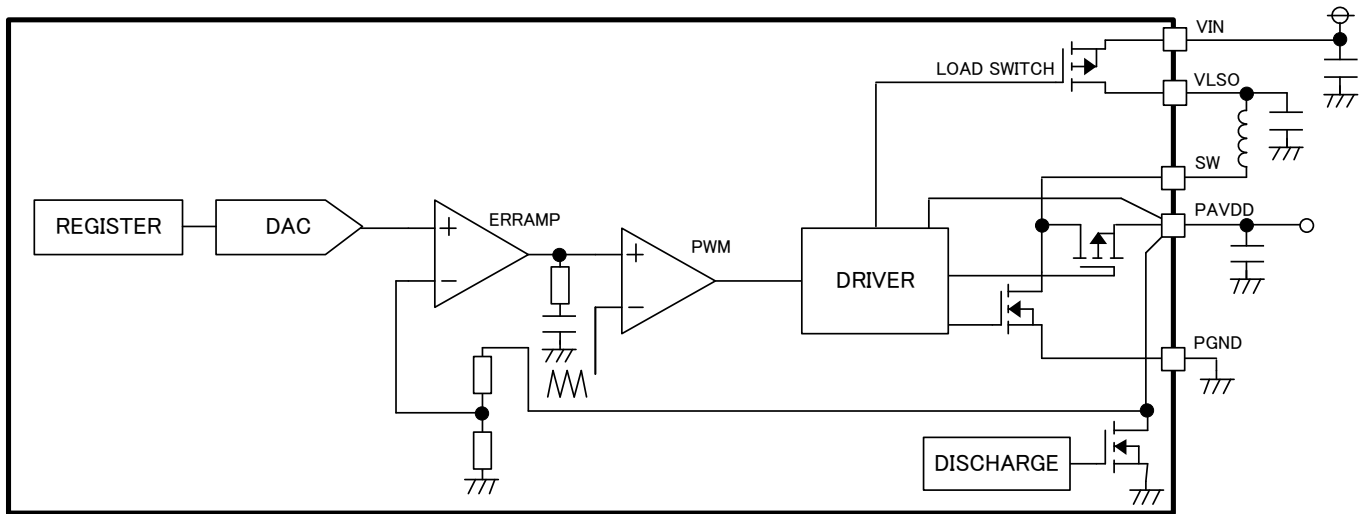 VIN
LOAD SWITCH
VLSO
SW
REGISTER
DAC
+
−
ERRAMP
+
−
PWM
DRIVER
PAVDD
PGND
DISCHARGE